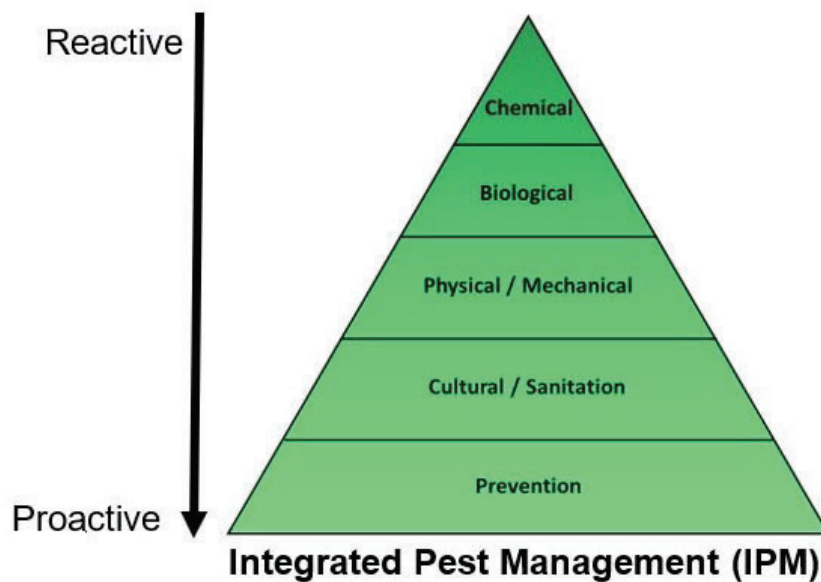 Reactive
Chemical
Biological
Physical / Mechanical
Cultural / Sanitation
Prevention
Proactive
Integrated Pest Management (IPM)